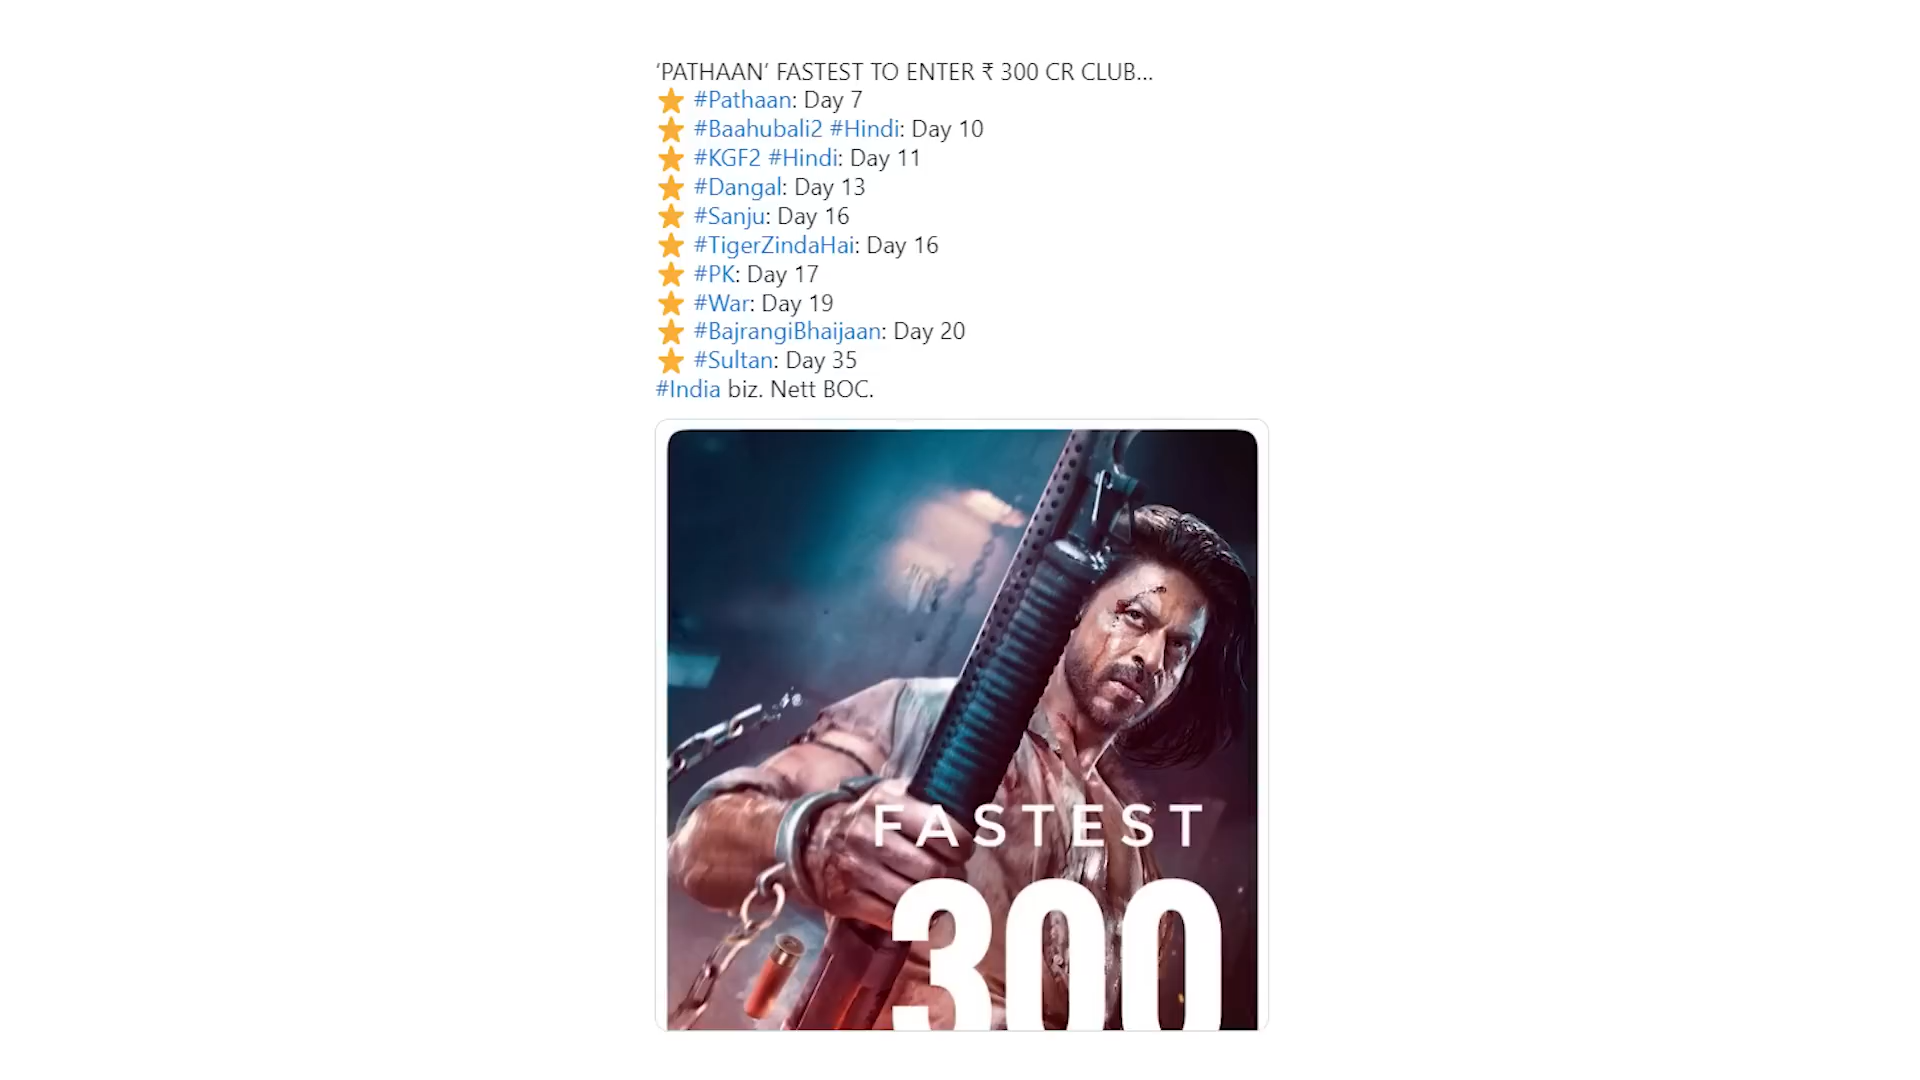 ‘PATHAAN’ FASTEST TO ENTER ₹ 300 CR CLUB...
⭐ #Pathaan: Day 7
⭐ #Baahubali2 #Hindi: Day 10
⭐ #KGF2 #Hindi: Day 11
⭐ #Dangal: Day 13
⭐ #Sanju: Day 16
⭐ #TigerZindaHai: Day 16
⭐ #PK: Day 17
⭐ #War: Day 19
⭐ #BajrangiBhaijaan: Day 20
⭐ #Sultan: Day 35
#India biz. Nett BOC.
FASTEST
300